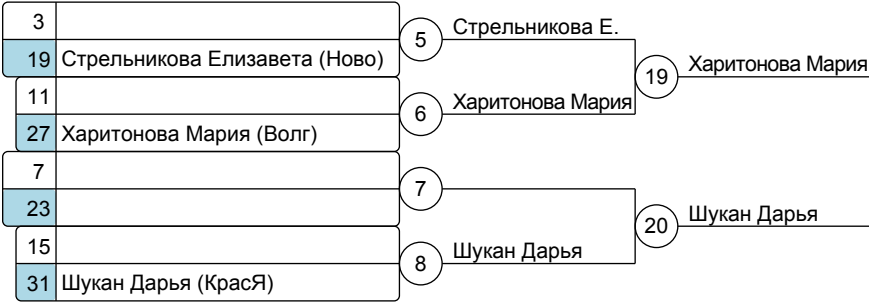 3
19 Стрельникова Елизавета (Ново)
11
27 Харитонова Мария (Волг)
7
23
15
31 Шукан Дарья (КрасЯ)
5
Стрельникова Е.
6
Харитонова Мария
7
8
Шукан Дарья
19
Харитонова Мария
20
Шукан Дарья